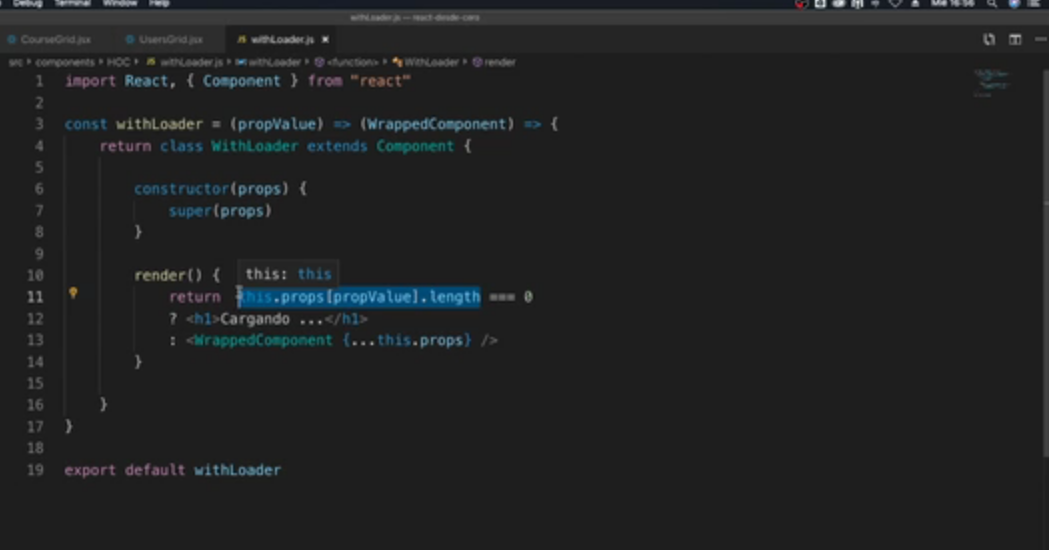 Debug Terminal Window Help
Mié 16:56
withLoader.js — react-desde-cero
CourseGrid.jsx UsersGrid.jsx JS withLoader.js ×
src › components › HOC › JS withLoader.js › withLoader › <function> › WithLoader › render
1 import React, { Component } from "react"
2
3 const withLoader = (propValue) => (WrappedComponent) => {
4 return class WithLoader extends Component {
5
6 constructor(props) {
7 super(props)
8 }
9
10 render() {
this: this
11 return this.props[propValue].length === 0
12 ? <h1>Cargando ...</h1>
13 : <WrappedComponent {...this.props} />
14 }
15
16 }
17 }
18
19 export default withLoader